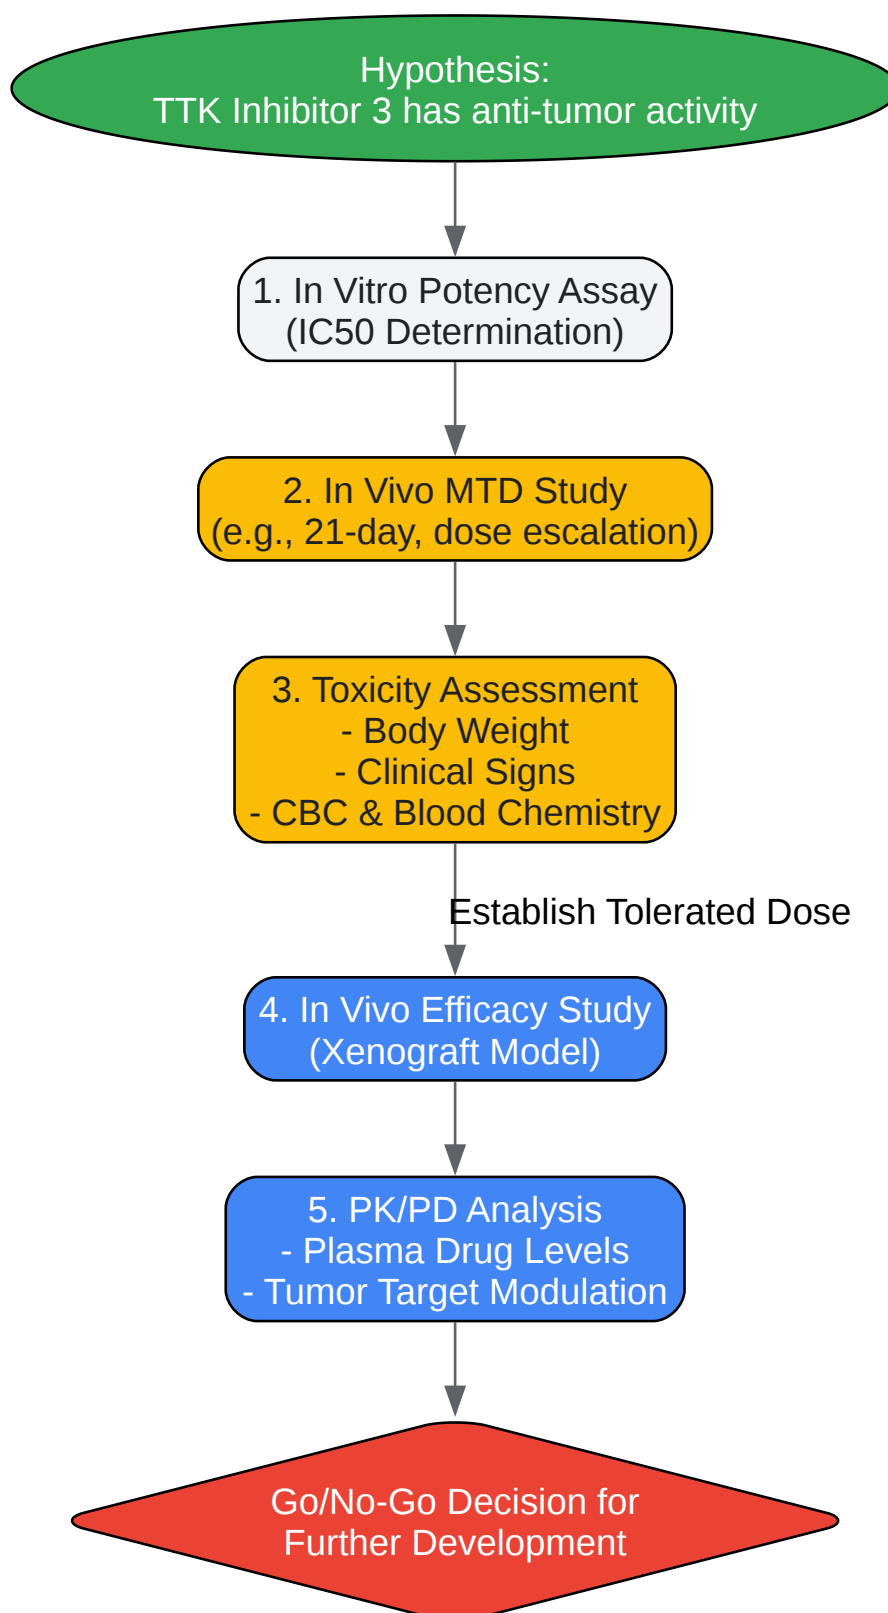 Hypothesis:
TTK Inhibitor 3 has anti-tumor activity
1. In Vitro Potency Assay
(IC50 Determination)
2. In Vivo MTD Study
(e.g., 21-day, dose escalation)
3. Toxicity Assessment
- Body Weight
- Clinical Signs
- CBC & Blood Chemistry
Establish Tolerated Dose
4. In Vivo Efficacy Study
(Xenograft Model)
5. PK/PD Analysis
- Plasma Drug Levels
- Tumor Target Modulation
Go/No-Go Decision for
Further Development